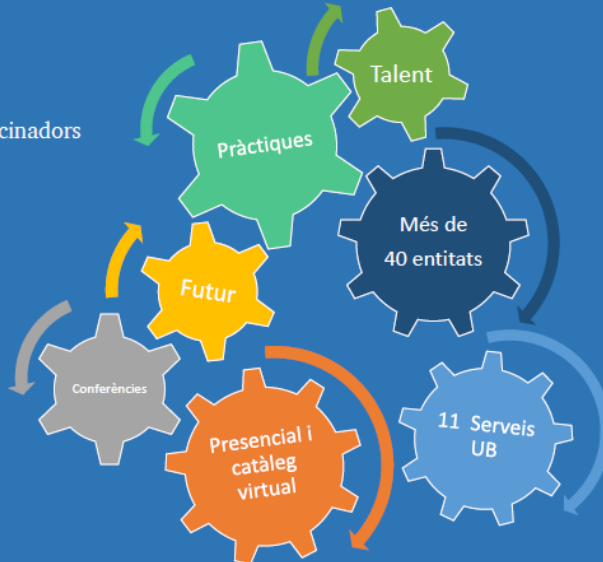 Talent
cinadors
Pràctiques
Més de
40 entitats
Futur
Conferències
11 Serveis
UB
Presencial i
catàleg
virtual